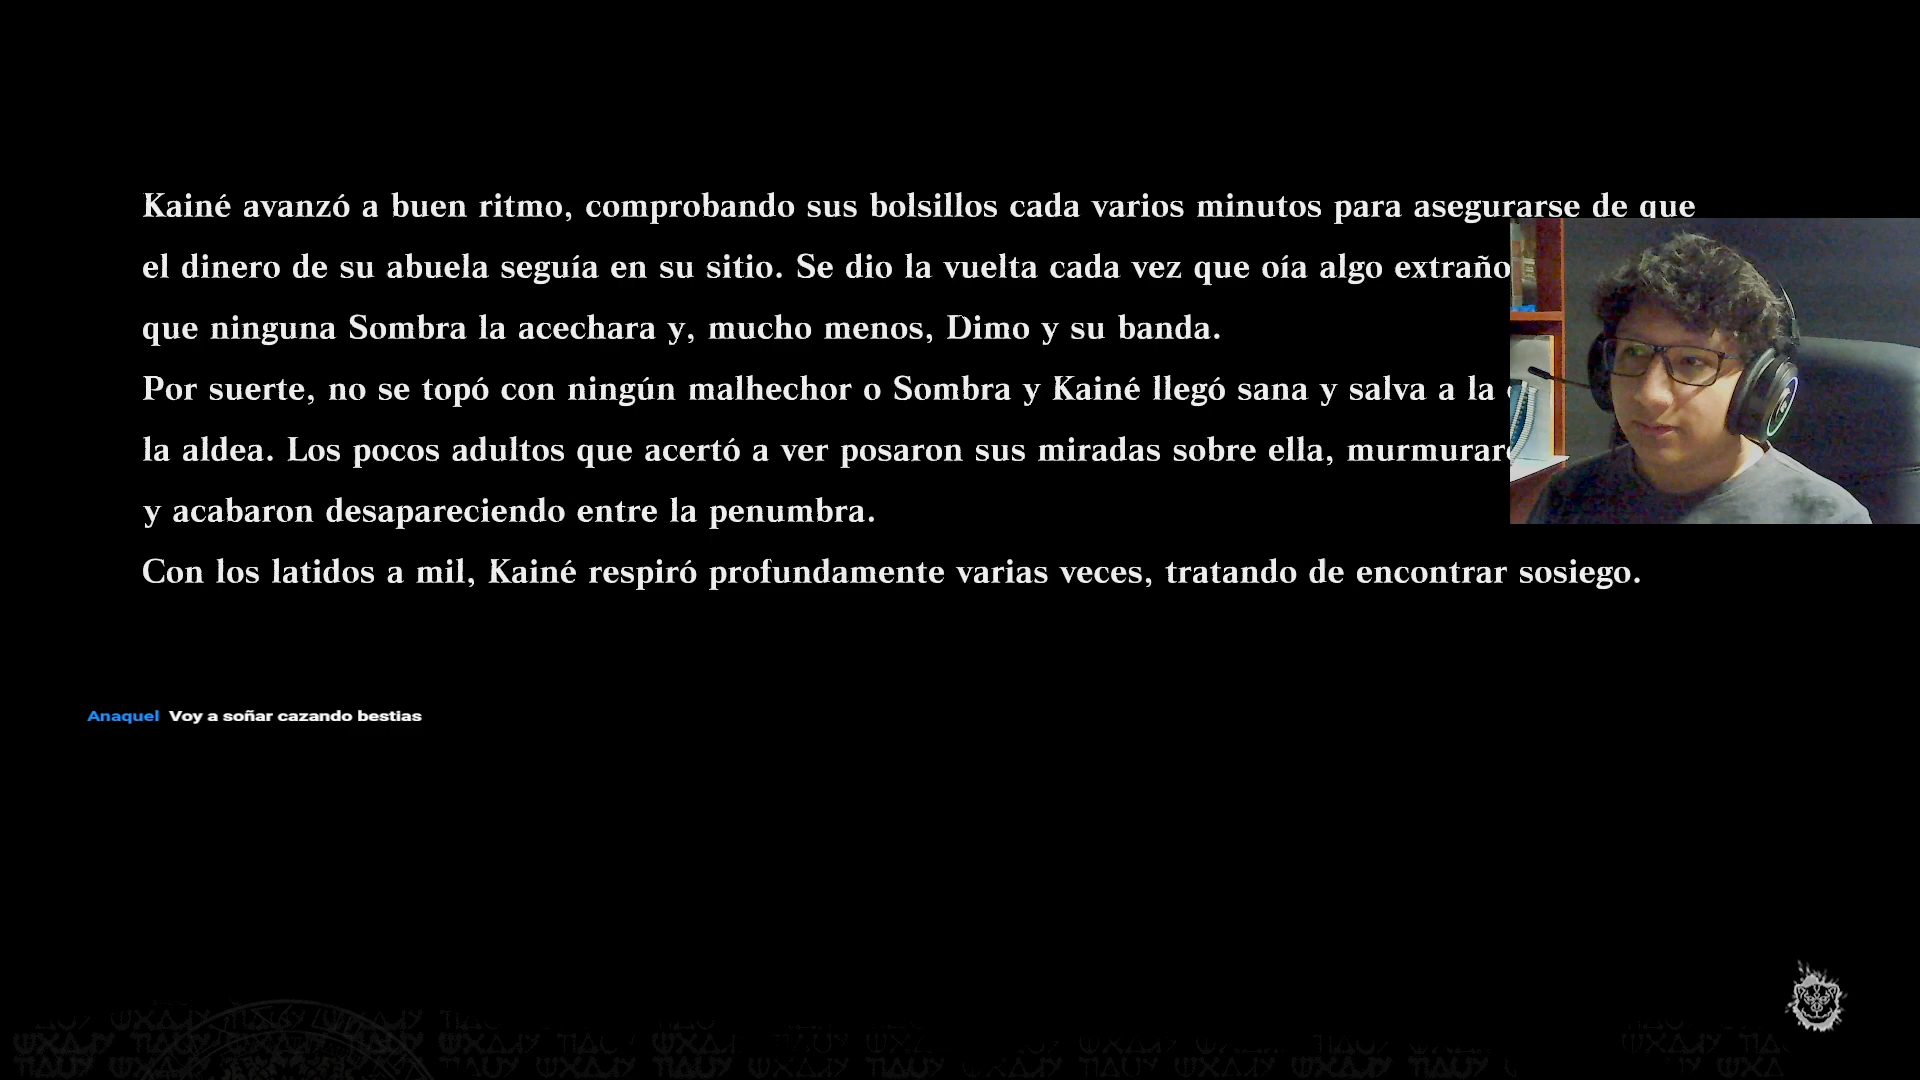 Kainé avanzó a buen ritmo, comprobando sus bolsillos cada varios minutos para asegurarse de que
el dinero de su abuela seguía en su sitio. Se dio la vuelta cada vez que oía algo extraño
que ninguna Sombra la acechara y, mucho menos, Dimo y su banda.
Por suerte, no se topó con ningún malhechor o Sombra y Kainé llegó sana y salva a la
la aldea. Los pocos adultos que acertó a ver posaron sus miradas sobre ella,
y acabaron desapareciendo entre la penumbra.
Con los latidos a mil, Kainé respiró profundamente varias veces, tratando de encontrar sosiego.
Anaquel Voy a soñar cazando bestias